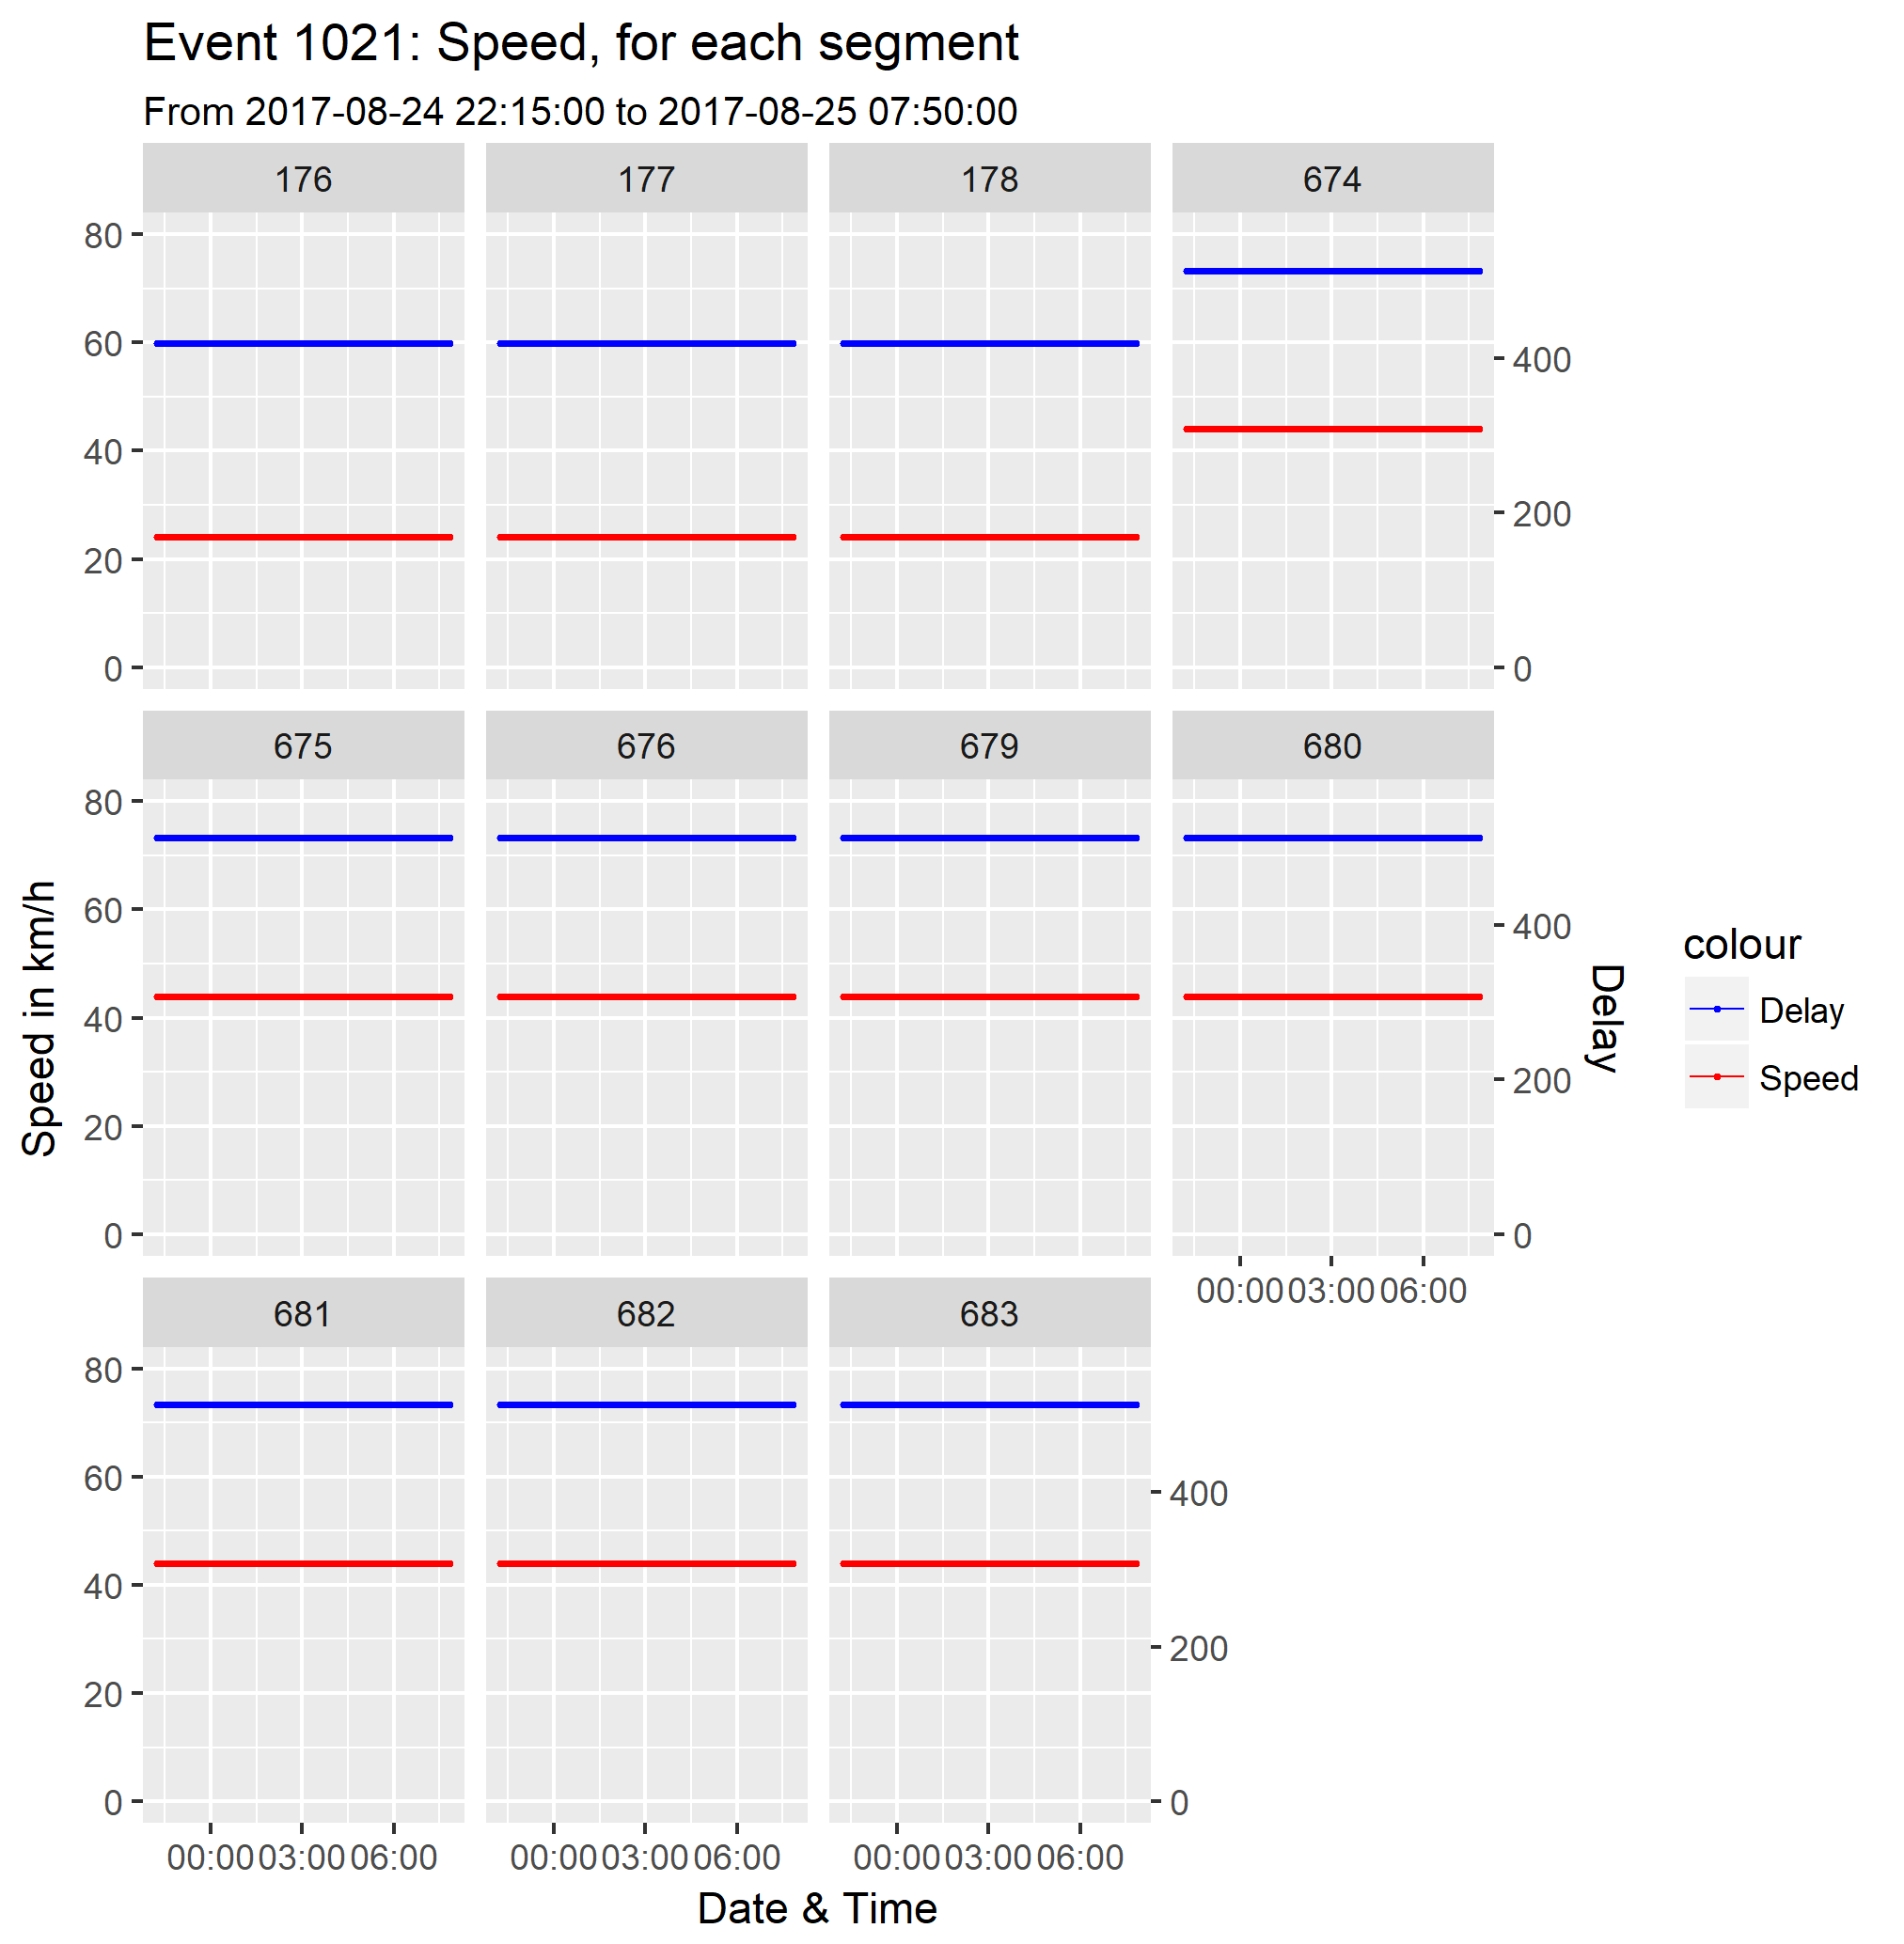 Event 1021: Speed, for each segment
From 2017-08-24 22:15:00 to 2017-08-25 07:50:00
176 177 178 674
80
60
40
20
0
400
200
0
675 676 679 680
80
60
40
20
0
400
200
0
00:00 03:00 06:00
681 682 683
80
60
40
20
0
400
200
0
00:00 03:00 06:00 00:00 03:00 06:00 00:00 03:00 06:00
Date & Time
Speed in km/h
Delay
colour
Delay
Speed